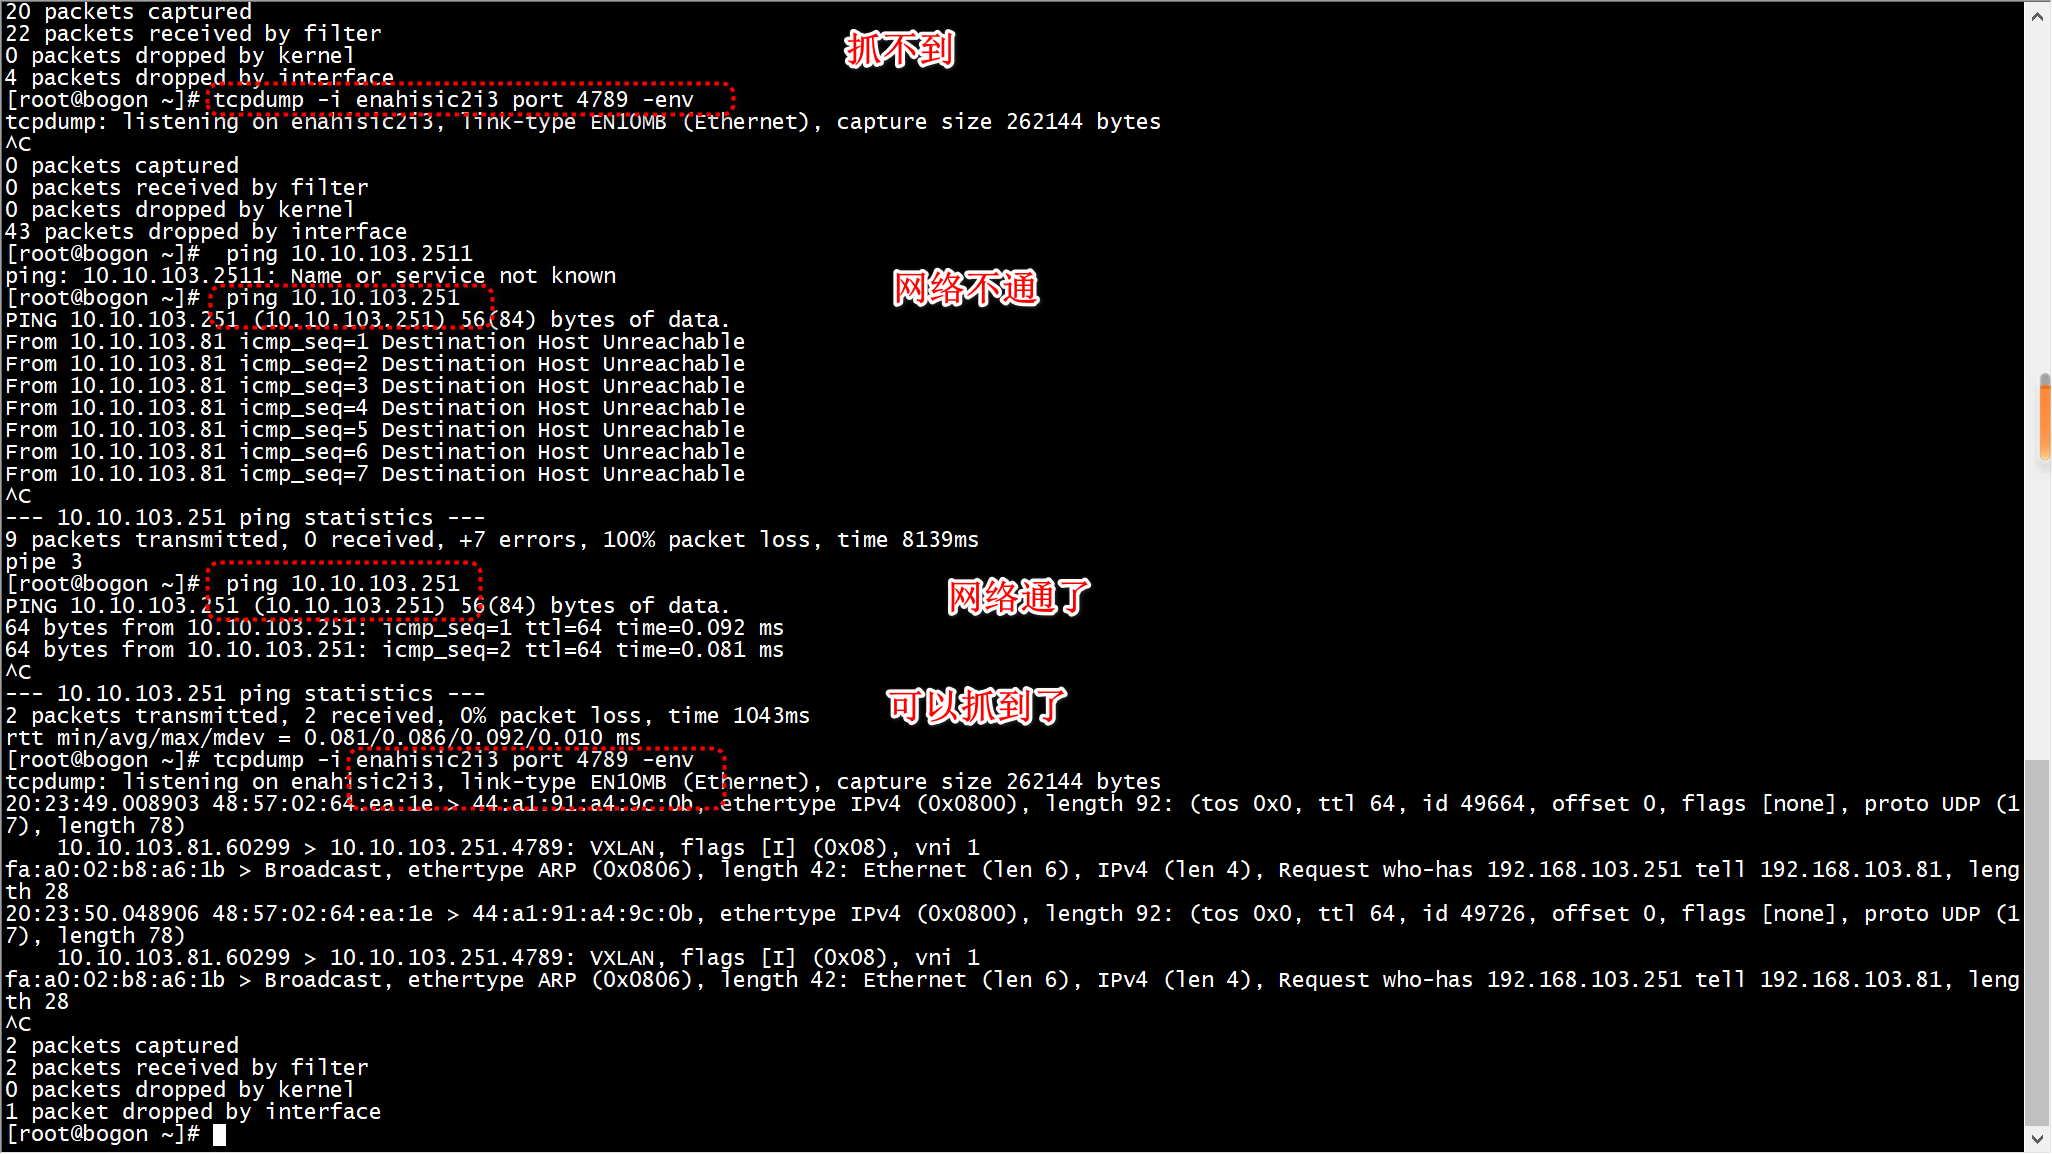 20 packets captured
22 packets received by filter
0 packets dropped by kernel
抓不到
4 packets dropped by interface
[root@bogon ~]# tcpdump -i enahisic2i3 port 4789 -env
tcpdump: listening on enahisic2i3, link-type EN10MB (Ethernet), capture size 262144 bytes
^C
0 packets captured
0 packets received by filter
0 packets dropped by kernel
43 packets dropped by interface
[root@bogon ~]#  ping 10.10.103.2511
ping: 10.10.103.2511: Name or service not known
网络不通
[root@bogon ~]#  ping 10.10.103.251
PING 10.10.103.251 (10.10.103.251) 56(84) bytes of data.
From 10.10.103.81 icmp_seq=1 Destination Host Unreachable
From 10.10.103.81 icmp_seq=2 Destination Host Unreachable
From 10.10.103.81 icmp_seq=3 Destination Host Unreachable
From 10.10.103.81 icmp_seq=4 Destination Host Unreachable
From 10.10.103.81 icmp_seq=5 Destination Host Unreachable
From 10.10.103.81 icmp_seq=6 Destination Host Unreachable
From 10.10.103.81 icmp_seq=7 Destination Host Unreachable
^C
--- 10.10.103.251 ping statistics ---
9 packets transmitted, 0 received, +7 errors, 100% packet loss, time 8139ms
pipe 3
[root@bogon ~]#  ping 10.10.103.251
网络通了
PING 10.10.103.251 (10.10.103.251) 56(84) bytes of data.
64 bytes from 10.10.103.251: icmp_seq=1 ttl=64 time=0.092 ms
64 bytes from 10.10.103.251: icmp_seq=2 ttl=64 time=0.081 ms
^C
--- 10.10.103.251 ping statistics ---
可以抓到了
2 packets transmitted, 2 received, 0% packet loss, time 1043ms
rtt min/avg/max/mdev = 0.081/0.086/0.092/0.010 ms
[root@bogon ~]# tcpdump -i enahisic2i3 port 4789 -env
tcpdump: listening on enahisic2i3, link-type EN10MB (Ethernet), capture size 262144 bytes
20:23:49.008903 48:57:02:64:ea:1e > 44:a1:91:a4:9c:0b, ethertype IPv4 (0x0800), length 92: (tos 0x0, ttl 64, id 49664, offset 0, flags [none], proto UDP (1
7), length 78)
    10.10.103.81.60299 > 10.10.103.251.4789: VXLAN, flags [I] (0x08), vni 1
fa:a0:02:b8:a6:1b > Broadcast, ethertype ARP (0x0806), length 42: Ethernet (len 6), IPv4 (len 4), Request who-has 192.168.103.251 tell 192.168.103.81, leng
th 28
20:23:50.048906 48:57:02:64:ea:1e > 44:a1:91:a4:9c:0b, ethertype IPv4 (0x0800), length 92: (tos 0x0, ttl 64, id 49726, offset 0, flags [none], proto UDP (1
7), length 78)
    10.10.103.81.60299 > 10.10.103.251.4789: VXLAN, flags [I] (0x08), vni 1
fa:a0:02:b8:a6:1b > Broadcast, ethertype ARP (0x0806), length 42: Ethernet (len 6), IPv4 (len 4), Request who-has 192.168.103.251 tell 192.168.103.81, leng
th 28
^C
2 packets captured
2 packets received by filter
0 packets dropped by kernel
1 packet dropped by interface
[root@bogon ~]#